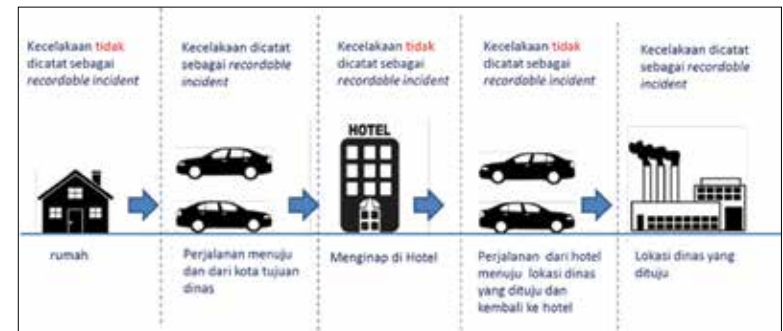 Kecelakaan tidak
dicatat sebagai
recordable incident
Kecelakaan dicatat
sebagai recordable
incident
Kecelakaan tidak
dicatat sebagai
recordable incident
Kecelakaan tidak
dicatat sebagai
recordable incident
Kecelakaan dicatat
sebagai recordable
incident
HOTEL
rumah
Perjalanan menuju
dan dari kota tujuan
dinas
Menginap di Hotel
Perjalanan dari hotel
menuju lokasi dinas
yang dituju dan
kembali ke hotel
Lokasi dinas yang
dituju